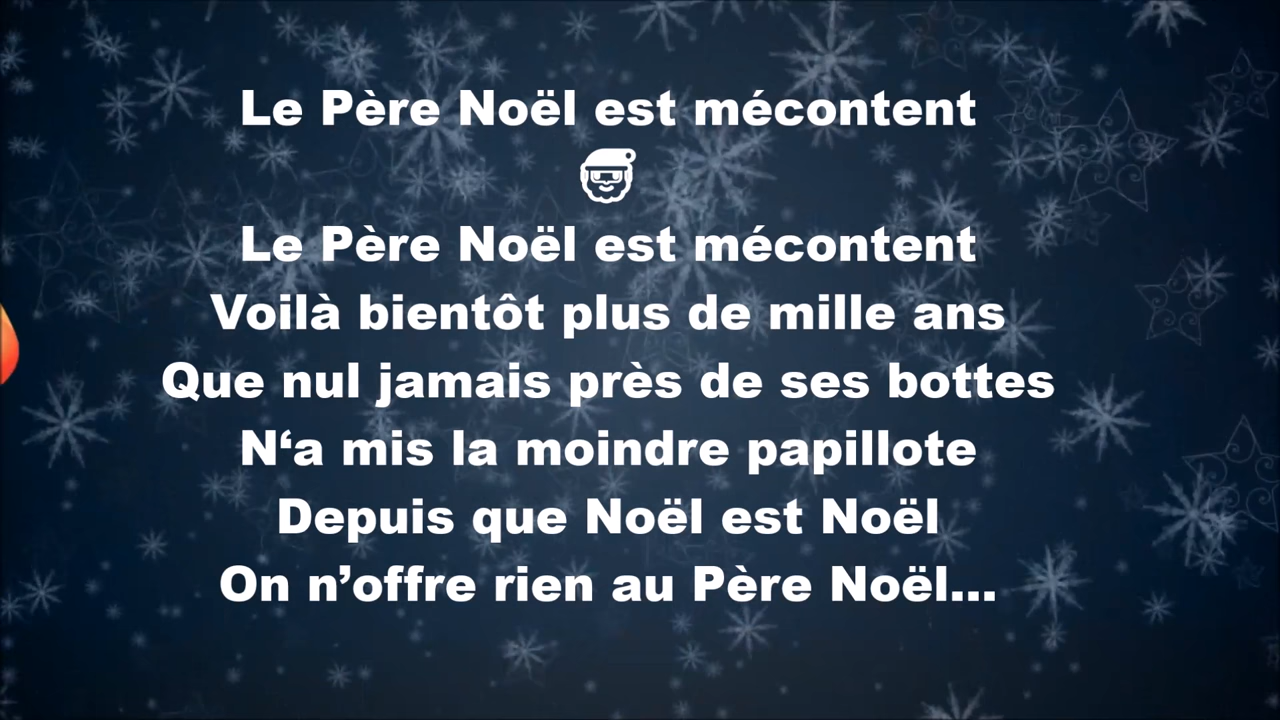 Le Père Noël est mécontent
Le Père Noël est mécontent
Voilà bientôt plus de mille ans
Que nul jamais près de ses bottes
N‘a mis la moindre papillote
Depuis que Noël est Noël
On n’offre rien au Père Noël...